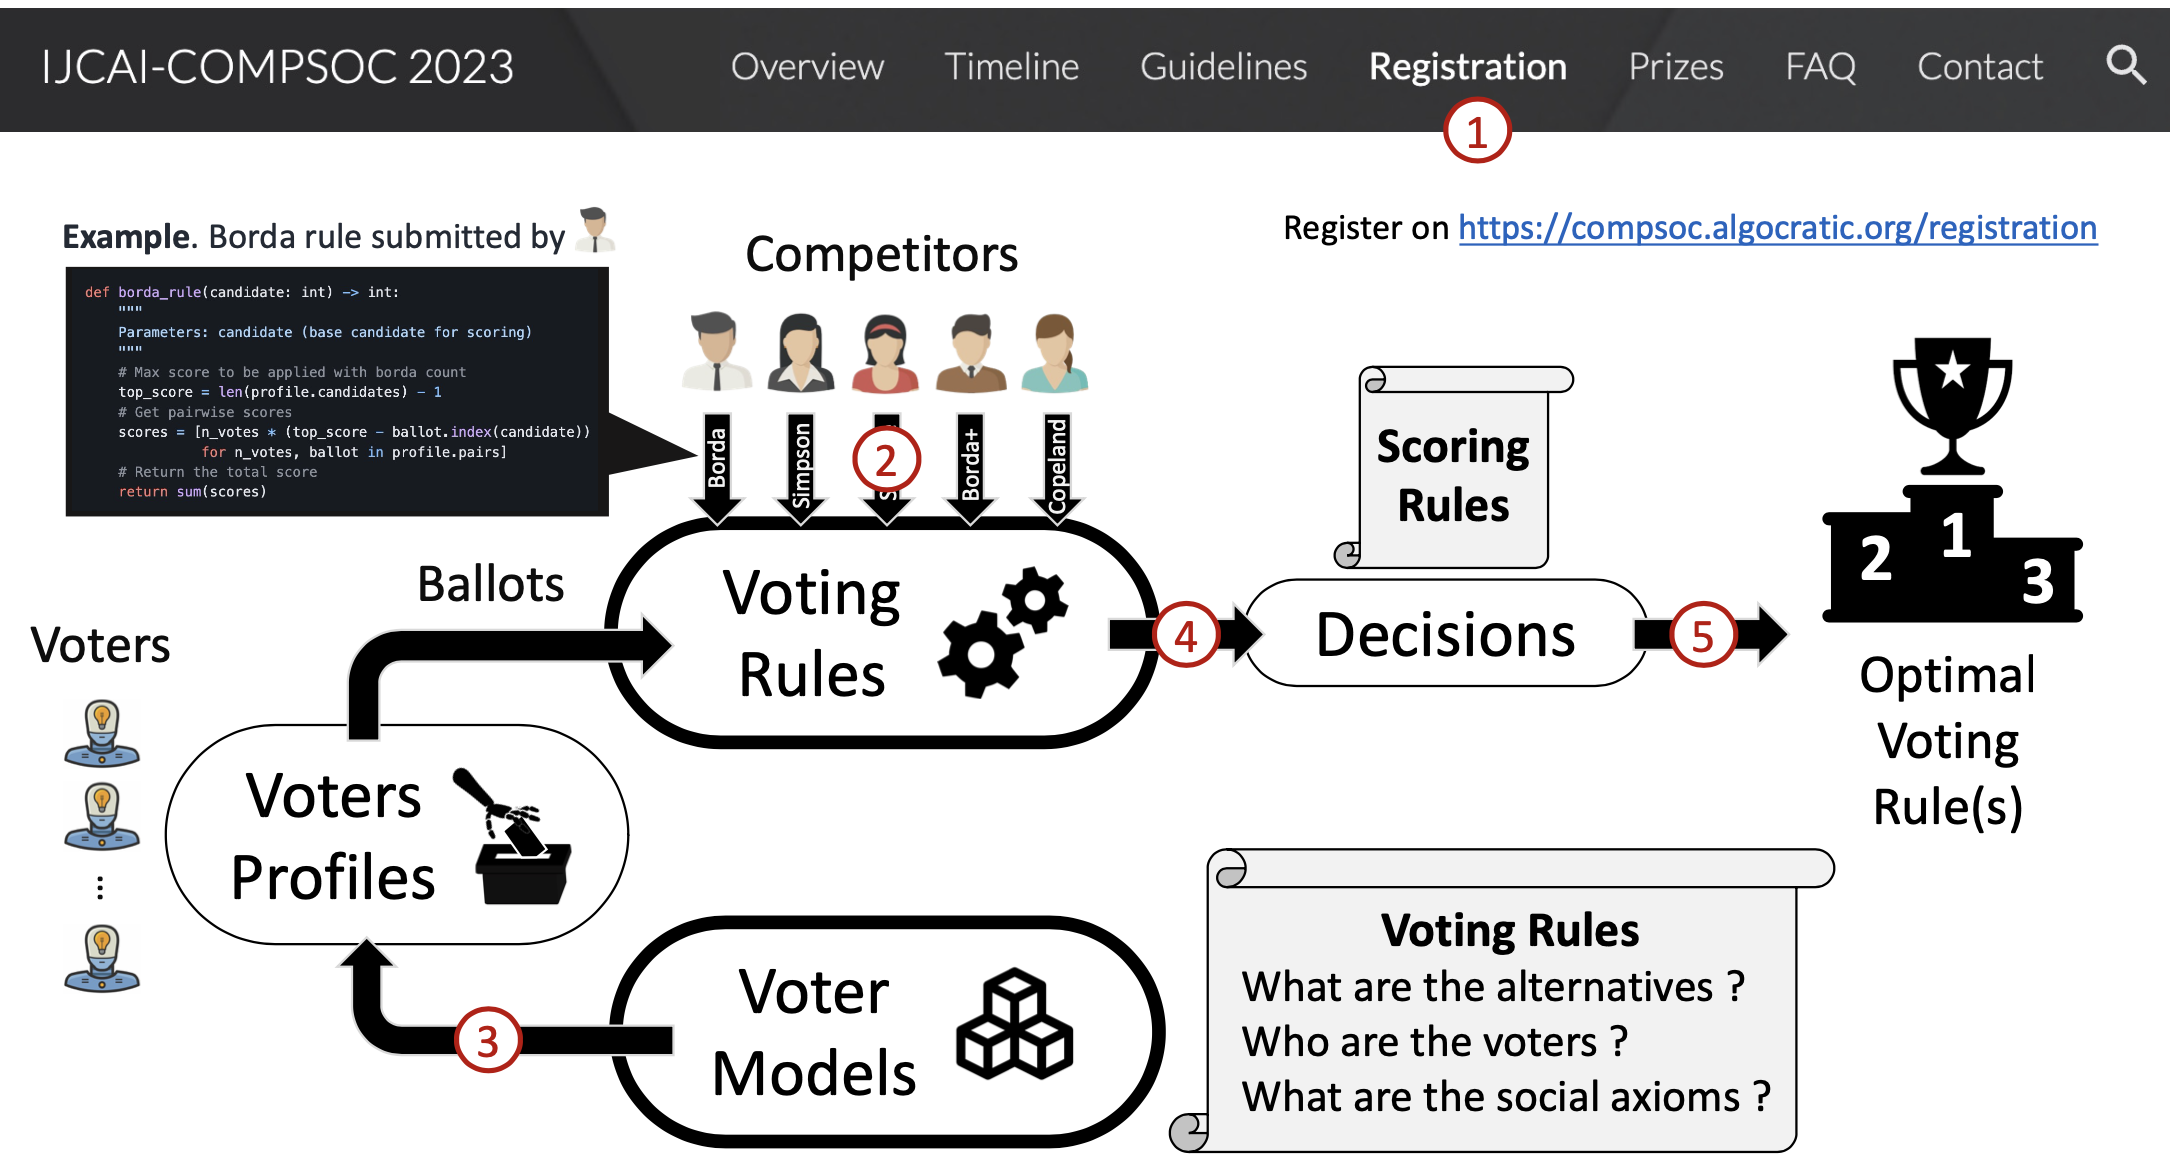 IJCAI-COMPSOC 2023
Overview Timeline Guidelines Registration Prizes FAQ Contact
1
Example. Borda rule submitted by
Register on https://compsoc.algocratic.org/registration
Competitors
def borda_rule(candidate: int) -> int:
"""
Parameters: candidate (base candidate for scoring)
"""
# Max score to be applied with borda count
top_score = len(profile.candidates) - 1
# Get pairwise scores
scores = [n_votes * (top_score - ballot.index(candidate))
for n_votes, ballot in profile.pairs]
# Return the total score
return sum(scores)
Borda
Simpson
2
Borda+
Copeland
Scoring
Rules
Ballots
Voting
Rules
4
Decisions
5
2 1 3
Optimal
Voting
Rule(s)
Voters
Voters
Profiles
3
Voter
Models
Voting Rules
What are the alternatives ?
Who are the voters ?
What are the social axioms ?